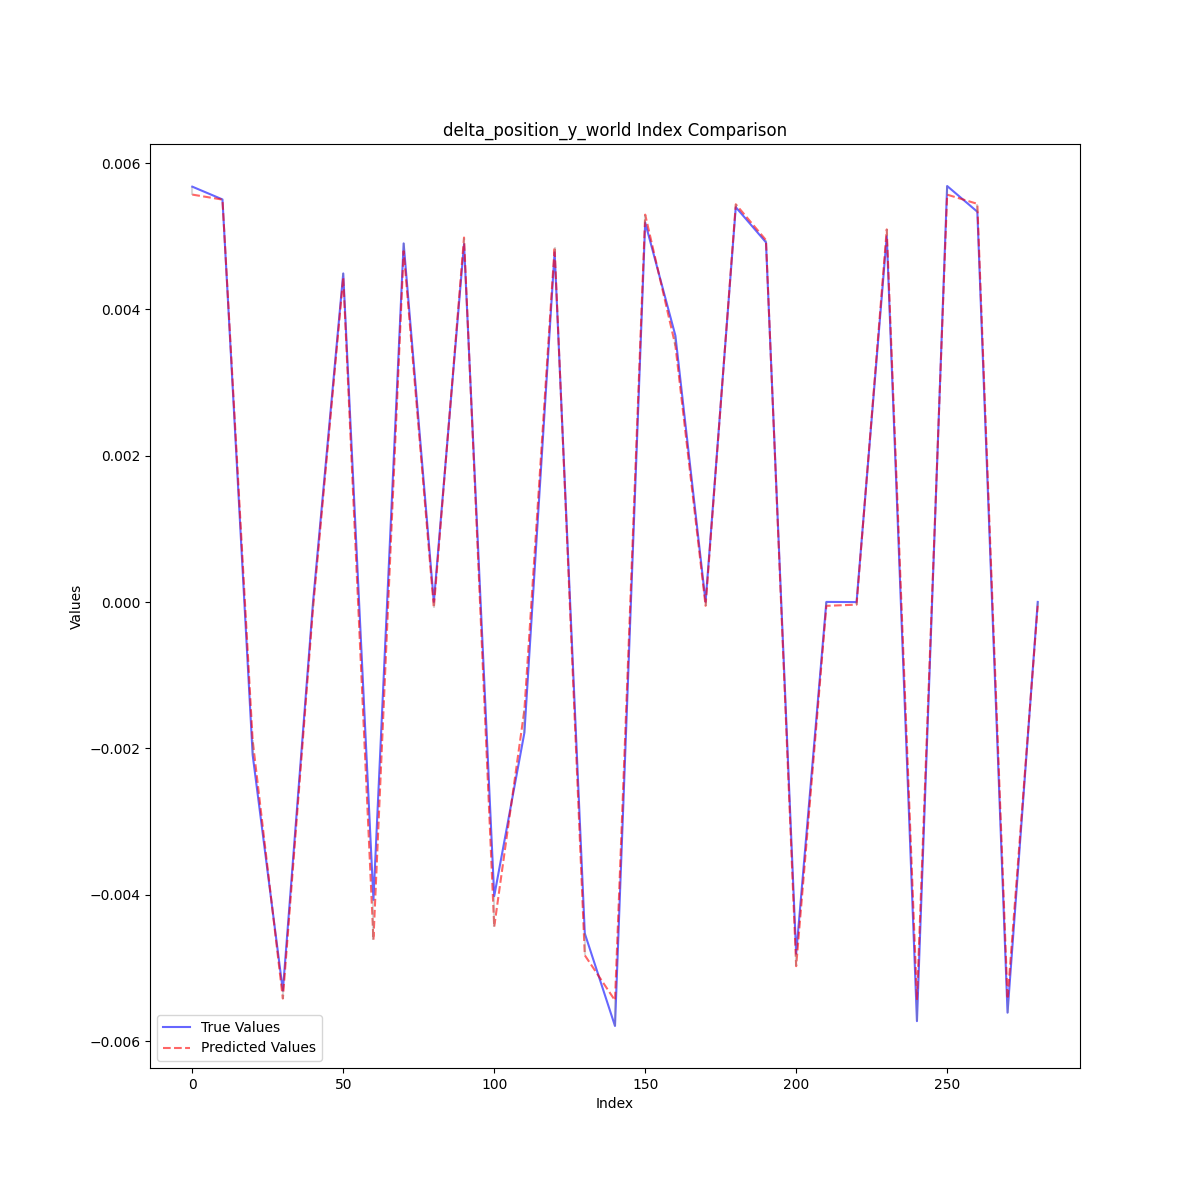 delta_position_y_world Index Comparison
0.006
0.004
0.002
0.000
−0.002
−0.004
−0.006
Values
True Values
Predicted Values
0
50
100
150
200
250
Index